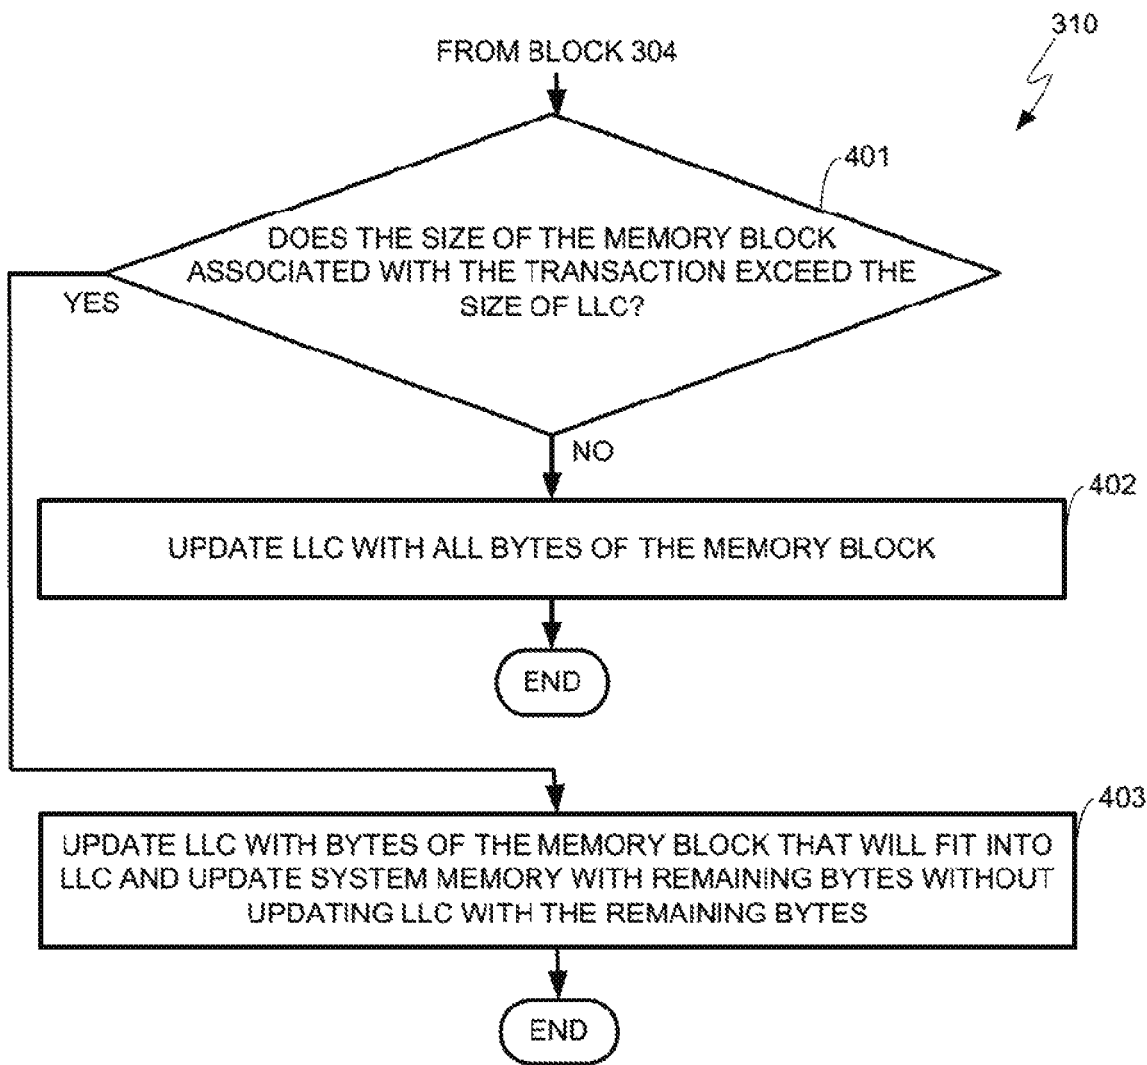 310
FROM BLOCK 304
401
DOES THE SIZE OF THE MEMORY BLOCK
ASSOCIATED WITH THE TRANSACTION EXCEED THE
SIZE OF LLC?
YES
NO
402
UPDATE LLC WITH ALL BYTES OF THE MEMORY BLOCK
END
403
UPDATE LLC WITH BYTES OF THE MEMORY BLOCK THAT WILL FIT INTO
LLC AND UPDATE SYSTEM MEMORY WITH REMAINING BYTES WITHOUT
UPDATING LLC WITH THE REMAINING BYTES
END